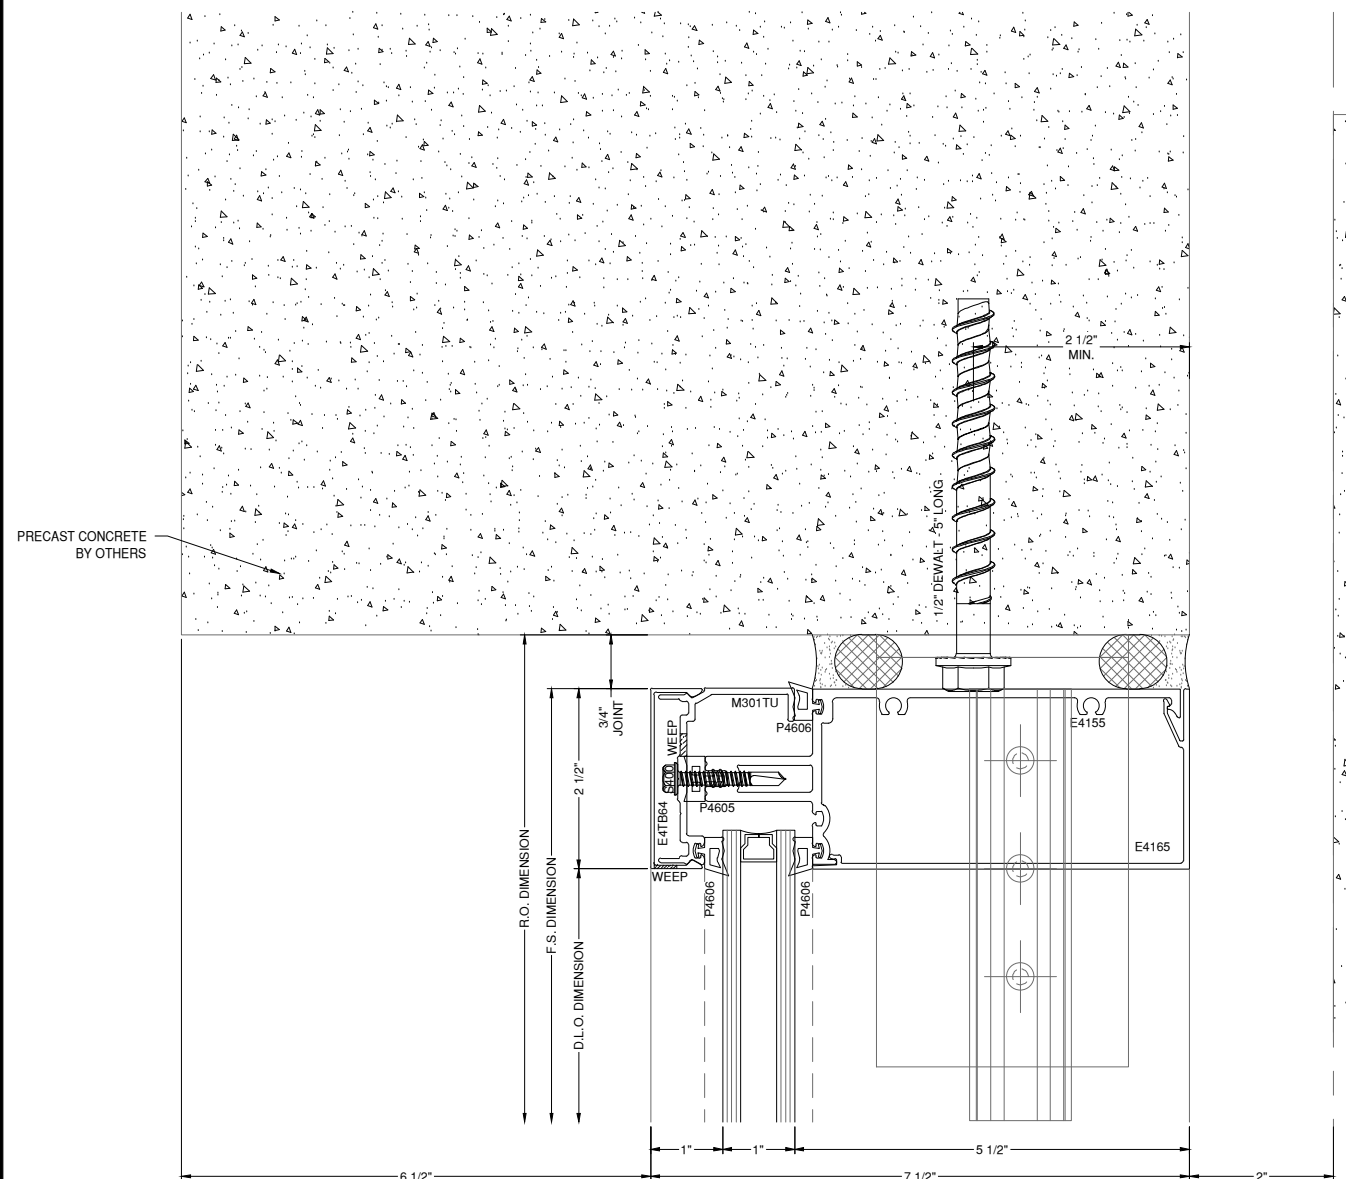 2 1/2"
MIN.
1/2" DEWALT - 5" LONG
PRECAST CONCRETE
BY OTHERS
3/4"
JOINT
M301TU
P4606
E4155
WEEP
S400
2 1/2"
P4605
E4TB64
E4165
WEEP
P4606
P4606
R.O. DIMENSION
F.S. DIMENSION
D.L.O. DIMENSION
1"
1"
5 1/2"
6 1/2"
7 1/2"
2"